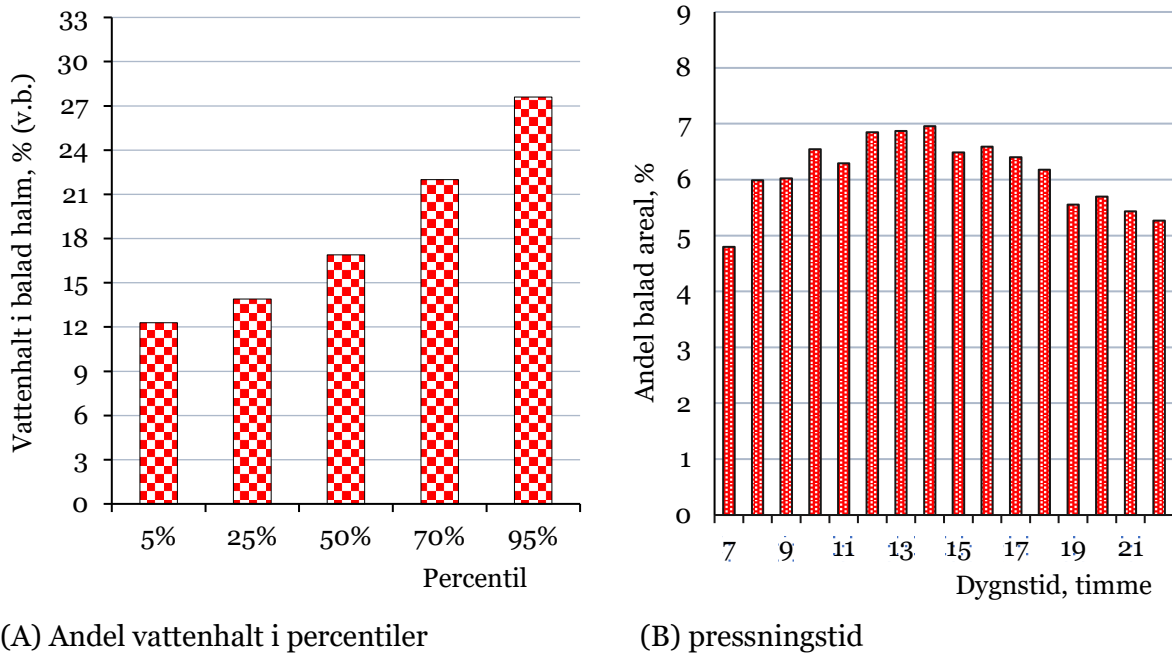 Vattenhalt i balad halm, % (v.b.)
33
30
27
24
21
18
15
12
9
6
3
0
5% 25% 50% 70% 95%
Percentil
(A) Andel vattenhalt i percentiler
Andel balad areal, %
9
8
7
6
5
4
3
2
1
0
7 9 11 13 15 17 19 21
Dygnstid, timme
(B) pressningstid